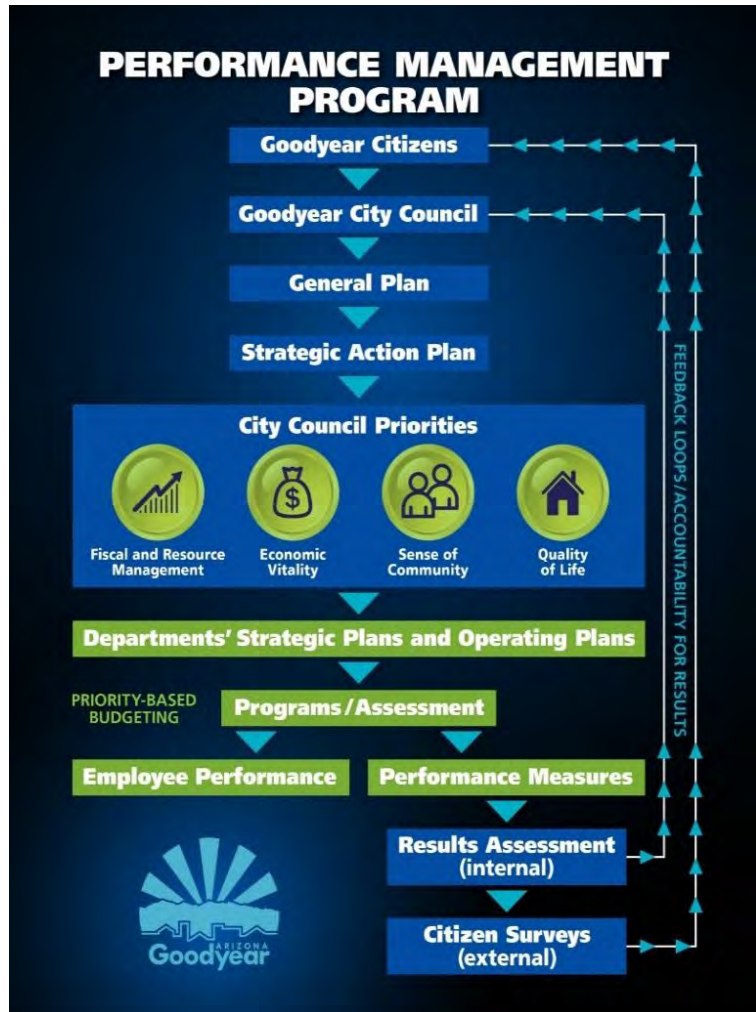 PERFORMANCE MANAGEMENT
PROGRAM
Goodyear Citizens
Goodyear City Council
General Plan
Strategic Action Plan
City Council Priorities
$
Fiscal and Resource
Management
Economic
Vitality
Sense of
Community
Quality
of Life
Departments' Strategic Plans and Operating Plans
PRIORITY-BASED
BUDGETING
Programs/Assessment
Employee Performance
Performance Measures
Results Assessment
(internal)
Citizen Surveys
(external)
FEEDBACK LOOPS/ACCOUNTABILITY FOR RESULTS
ARIZONA
Goodyear